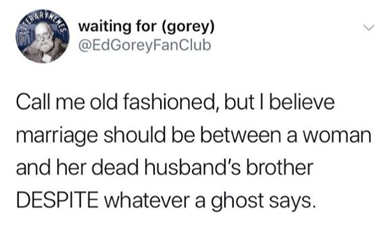 LITERARYMEMES
waiting for (gorey)
@EdGoreyFanClub
Call me old fashioned, but I believe
marriage should be between a woman
and her dead husband's brother
DESPITE whatever a ghost says.